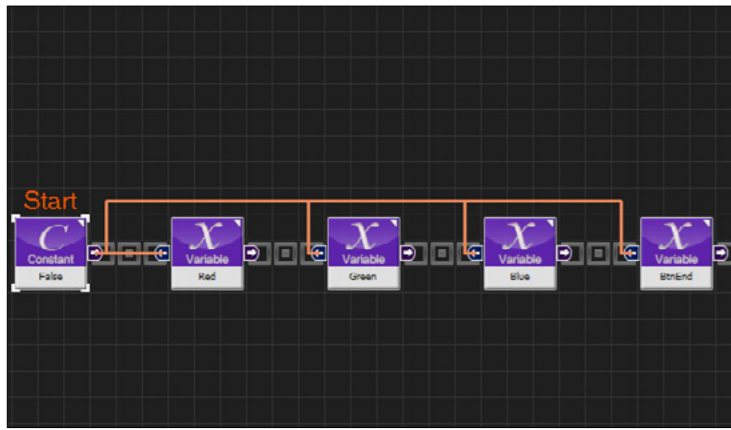 Start
C X X X X
Constant Variable Variable Variable Variable
False Red Green Blue BtnEnd